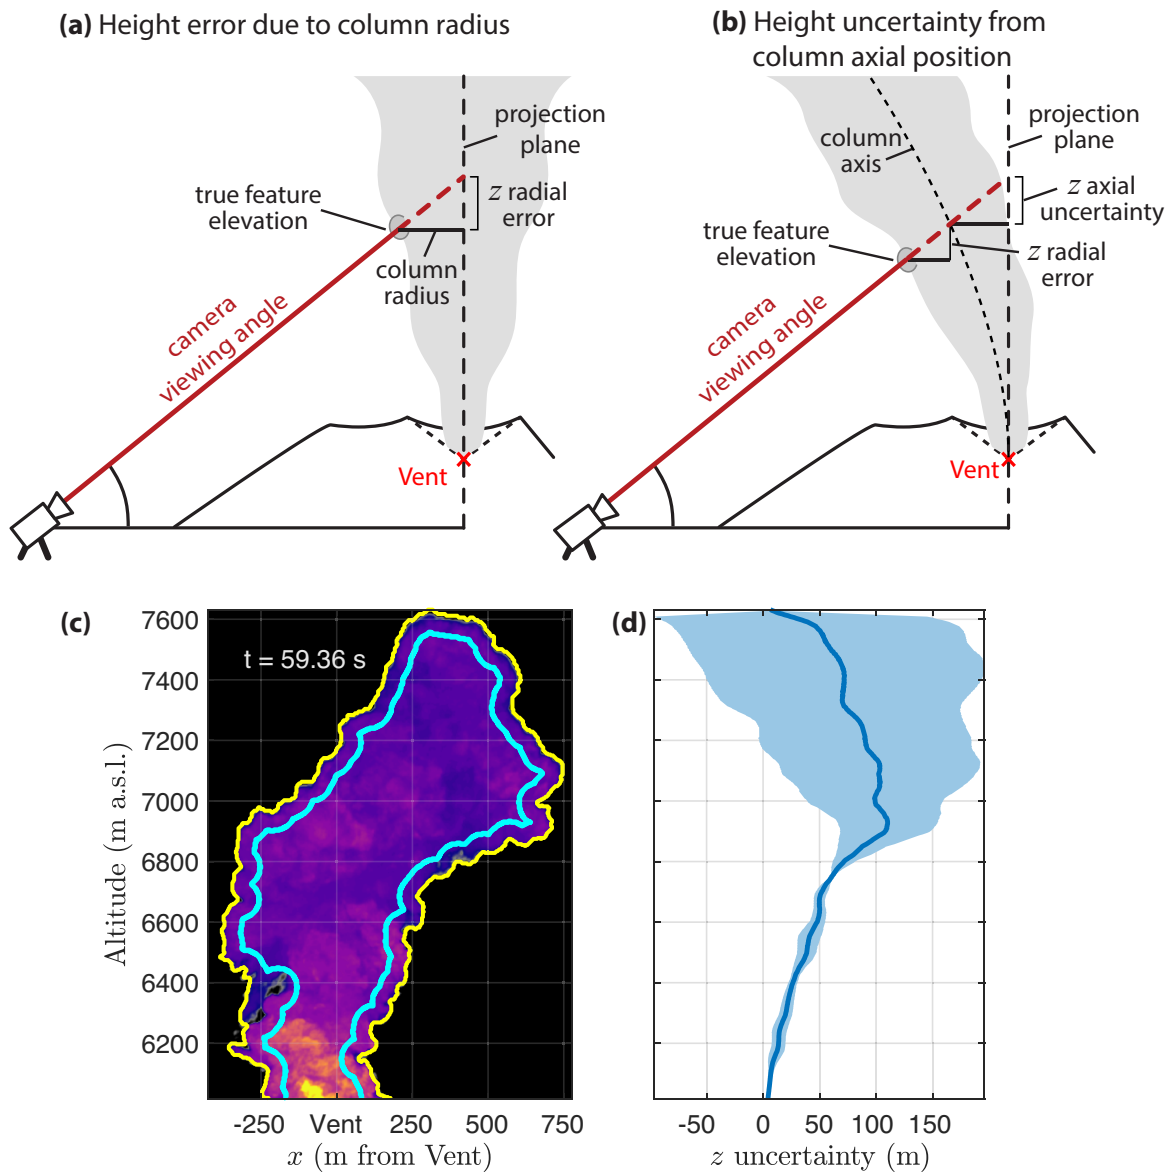 (a) Height error due to column radius
projection
plane
true feature
elevation
z radial
error
column
radius
camera
viewing angle
Vent
(b) Height uncertainty from
column axial position
projection
plane
column
axis
z axial
uncertainty
true feature
elevation
z radial
error
camera
viewing angle
Vent
(c)
t = 59.36 s
7600
7400
7200
7000
6800
6600
6400
6200
Altitude (m a.s.l.)
-250 Vent 250 500 750
x (m from Vent)
(d)
-50 0 50 100 150
z uncertainty (m)